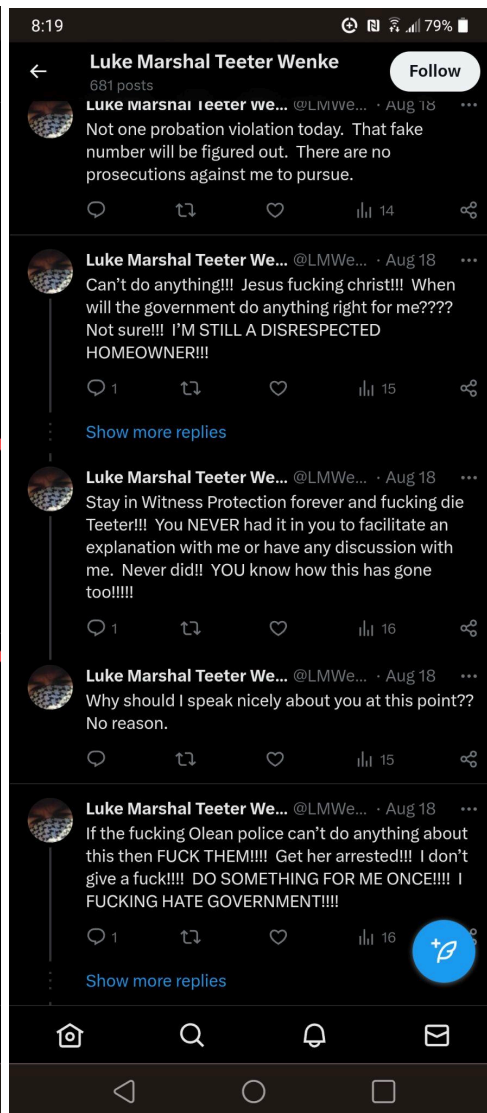 8:19
79%
Luke Marshal Teeter Wenke
681 posts
Follow
Luke Marshal Teeter We... @LMWe... · Aug 18
Not one probation violation today. That fake
number will be figured out. There are no
prosecutions against me to pursue.
14
Luke Marshal Teeter We... @LMWe... · Aug 18
Can't do anything!!! Jesus fucking christ!!! When
will the government do anything right for me????
Not sure!!! I'M STILL A DISRESPECTED
HOMEOWNER!!!
1 15
Show more replies
Luke Marshal Teeter We... @LMWe... · Aug 18
Stay in Witness Protection forever and fucking die
Teeter!!! You NEVER had it in you to facilitate an
explanation with me or have any discussion with
me. Never did!! YOU know how this has gone
too!!!!!
1 16
Luke Marshal Teeter We... @LMWe... · Aug 18
Why should I speak nicely about you at this point??
No reason.
15
Luke Marshal Teeter We... @LMWe... · Aug 18
If the fucking Olean police can't do anything about
this then FUCK THEM!!!! Get her arrested!!! I don't
give a fuck!!!! DO SOMETHING FOR ME ONCE!!!! I
FUCKING HATE GOVERNMENT!!!!
1 16
Show more replies